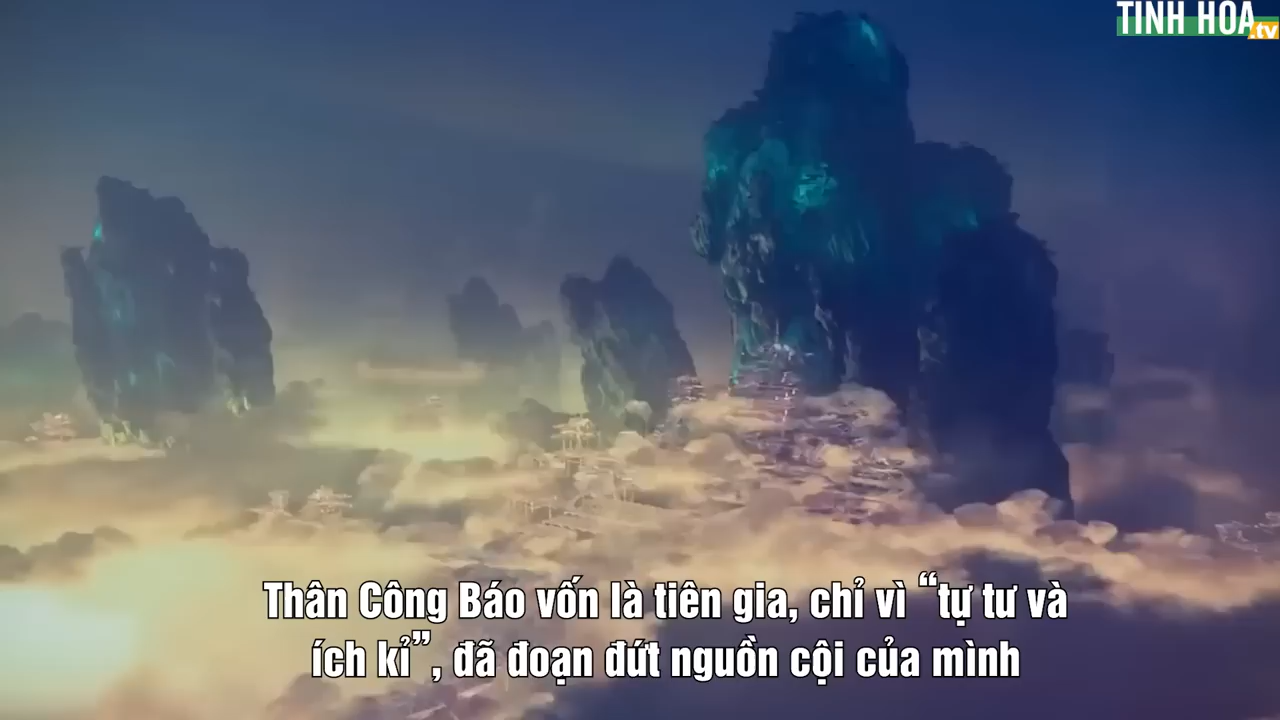 TINH HOA
.tv
Thân Công Báo vốn là tiên gia, chỉ vì “tự tư và
ích kỉ”, đã đoạn đứt nguồn cội của mình